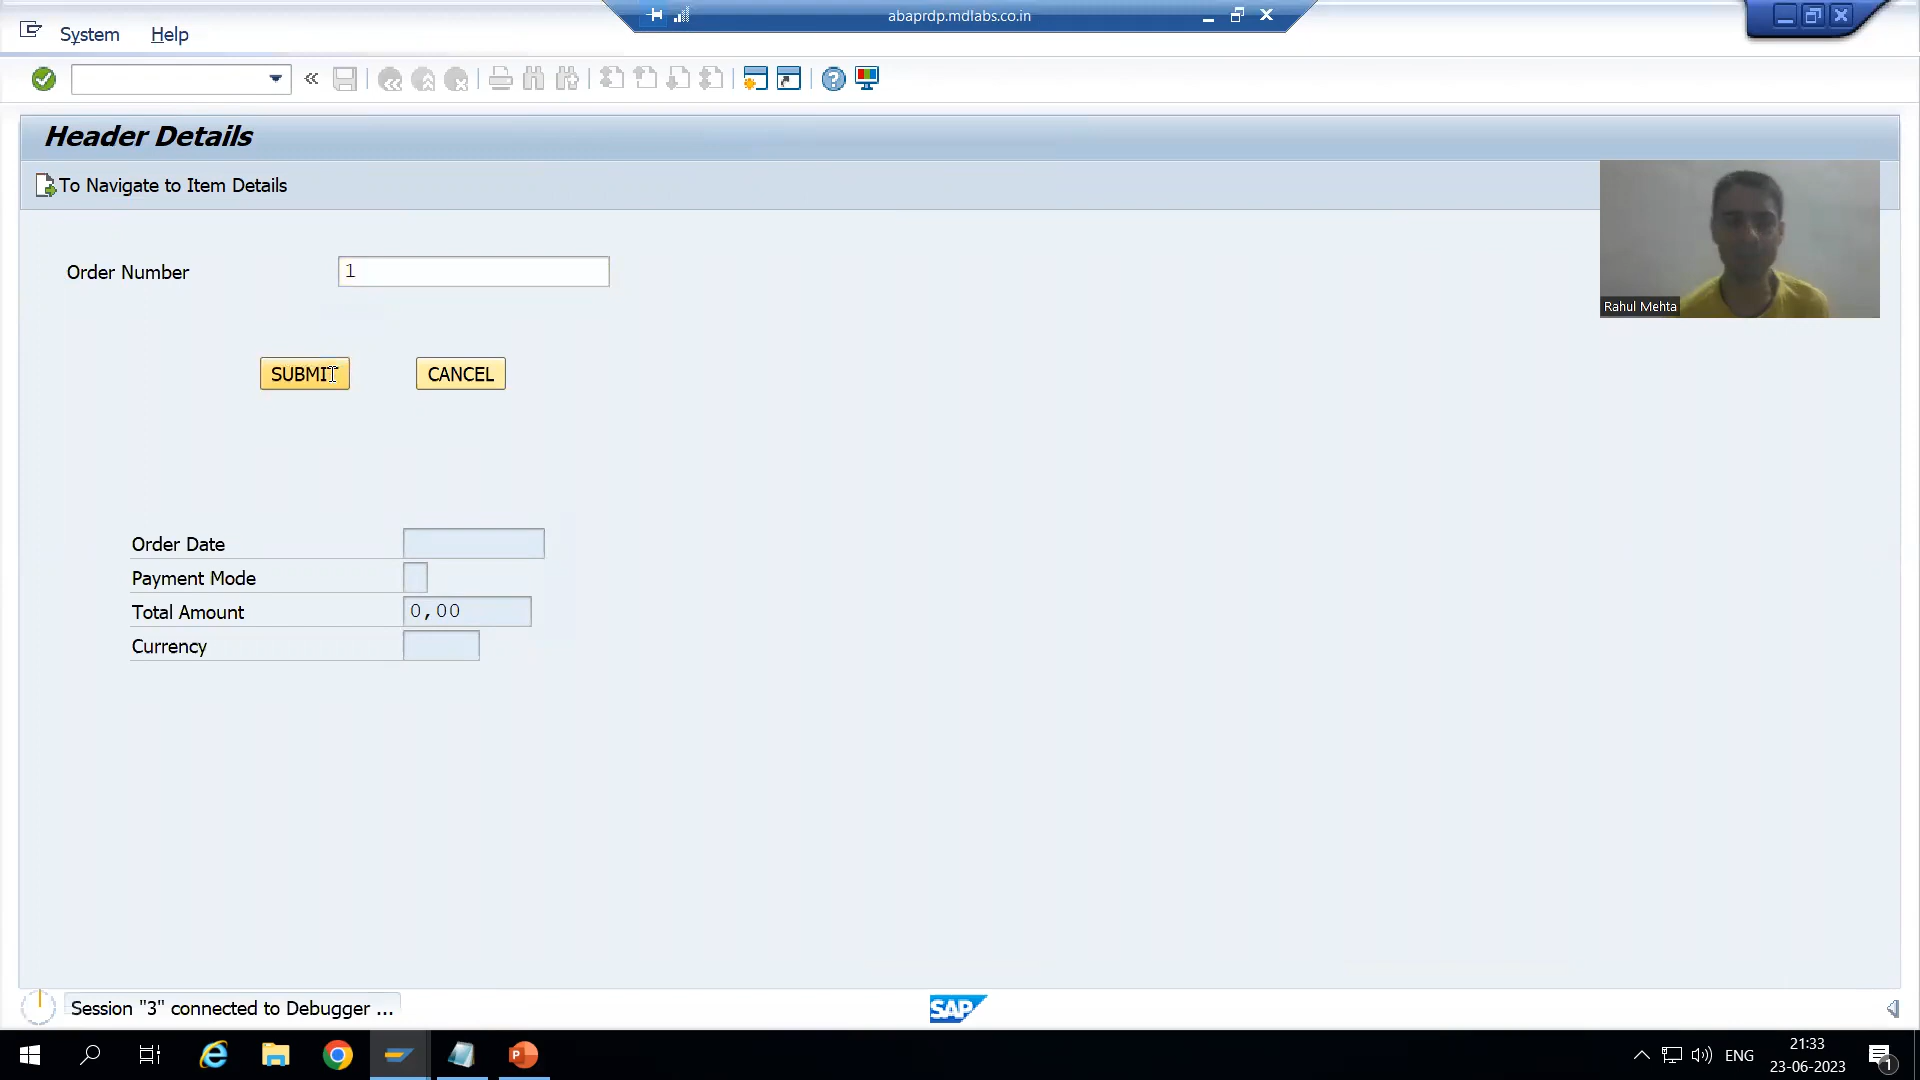 abaprdp.mdlabs.co.in
System Help
Header Details
To Navigate to Item Details
Rahul Mehta
Order Number 1
SUBMIT CANCEL
Order Date
Payment Mode
Total Amount 0,00
Currency
Session "3" connected to Debugger ...
SAP
ENG
21:33
23-06-2023
1